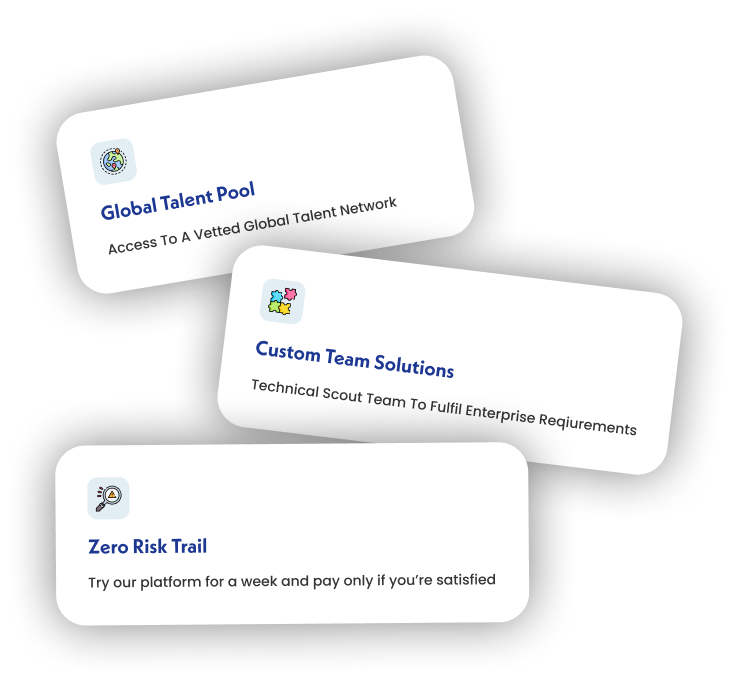 Global Talent Pool
Access To A Vetted Global Talent Network
Custom Team Solutions
Technical Scout Team To Fulfil Enterprise Reqiurements
Zero Risk Trail
Try our platform for a week and pay only if you're satisfied